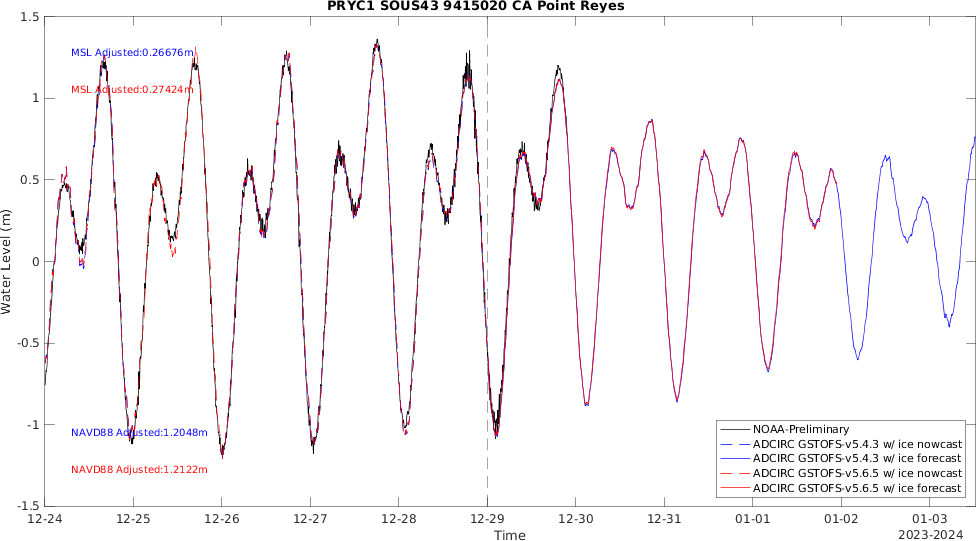 PRYC1 SOUS43 9415020 CA Point Reyes
1.5
1
0.5
0
-0.5
-1
-1.5
Water Level (m)
MSL Adjusted:0.26676m
MSL Adjusted:0.27424m
NAVD88 Adjusted:1.2048m
NAVD88 Adjusted:1.2122m
NOAA-Preliminary
ADCIRC GSTOFS-v5.4.3 w/ ice nowcast
ADCIRC GSTOFS-v5.4.3 w/ ice forecast
ADCIRC GSTOFS-v5.6.5 w/ ice nowcast
ADCIRC GSTOFS-v5.6.5 w/ ice forecast
12-24 12-25 12-26 12-27 12-28 12-29 12-30 12-31 01-01 01-02 01-03
Time
2023-2024